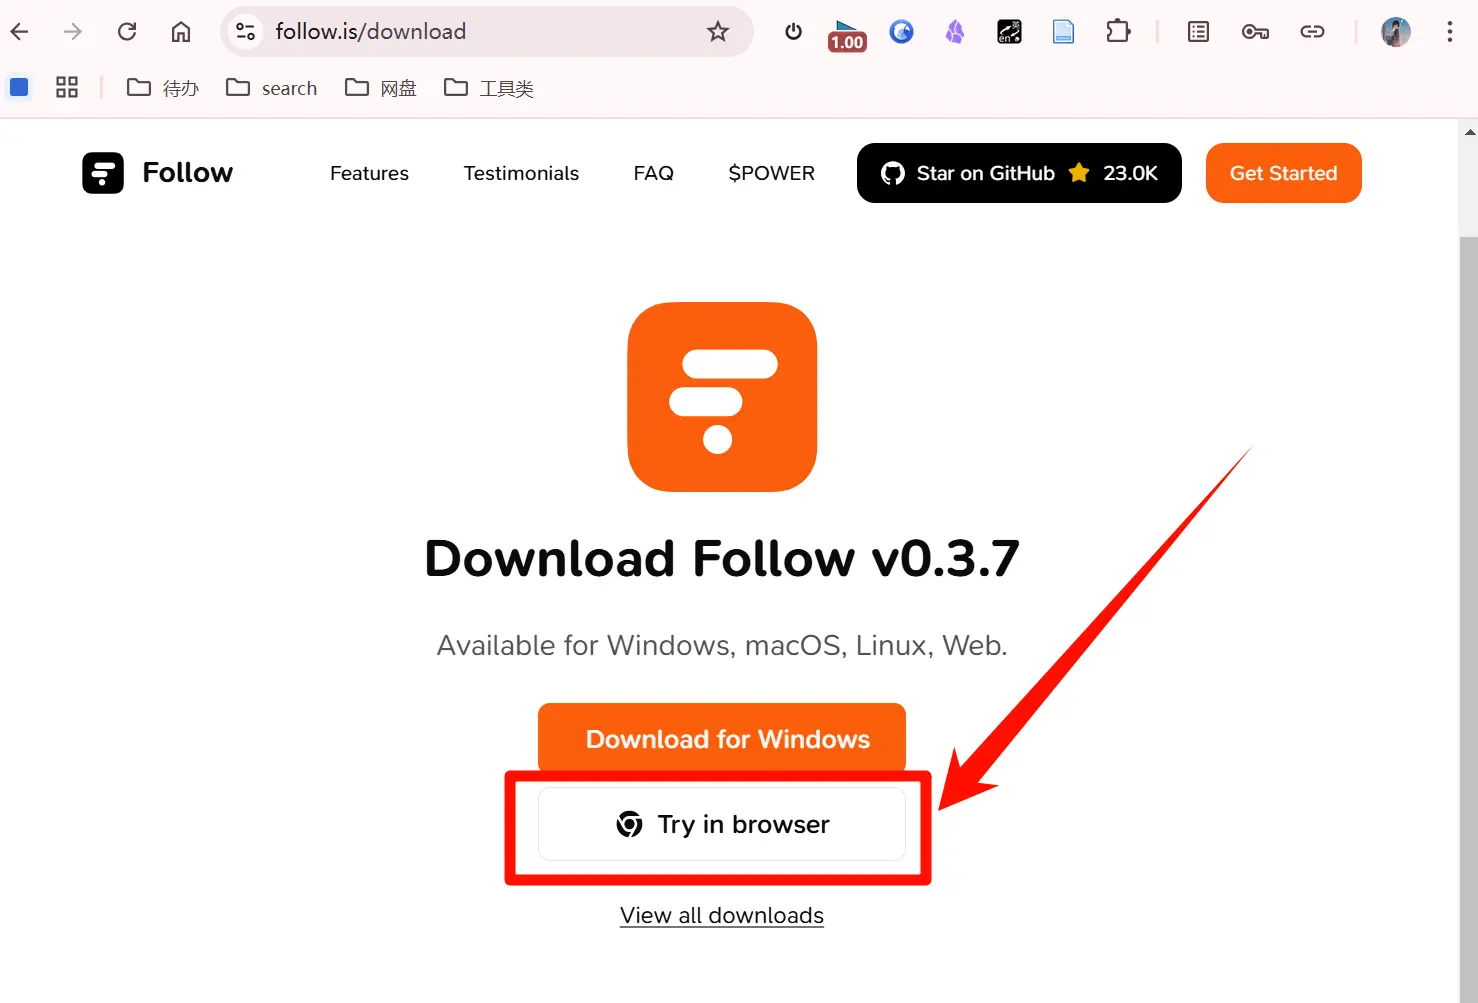 follow.is/download
1.00
英
en
待办
search
网盘
工具类
Follow
Features
Testimonials
FAQ
$POWER
Star on GitHub 23.0K
Get Started
Download Follow v0.3.7
Available for Windows, macOS, Linux, Web.
Download for Windows
Try in browser
View all downloads